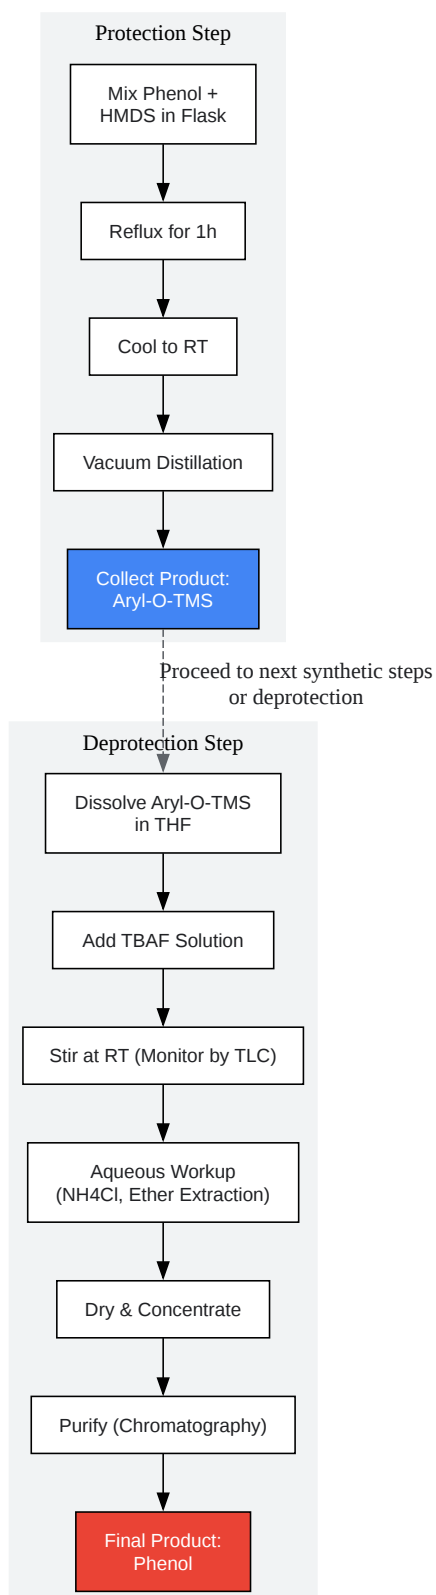 Protection Step
Mix Phenol +
HMDS in Flask
Reflux for 1h
Cool to RT
Vacuum Distillation
Collect Product:
Aryl-O-TMS
Proceed to next synthetic steps
or deprotection
Deprotection Step
Dissolve Aryl-O-TMS
in THF
Add TBAF Solution
Stir at RT (Monitor by TLC)
Aqueous Workup
(NH4Cl, Ether Extraction)
Dry & Concentrate
Purify (Chromatography)
Final Product:
Phenol